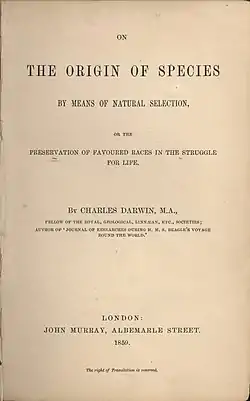 ON
THE ORIGIN OF SPECIES
BY MEANS OF NATURAL SELECTION,
OR THE
PRESERVATION OF FAVOURED RACES IN THE STRUGGLE
FOR LIFE.
BY CHARLES DARWIN, M.A.,
FELLOW OF THE ROYAL, GEOLOGICAL, LINNÆAN, ETC., SOCIETIES;
AUTHOR OF 'JOURNAL OF RESEARCHES DURING H. M. S. BEAGLE'S VOYAGE
ROUND THE WORLD.'
LONDON:
JOHN MURRAY, ALBEMARLE STREET.
1859.
The right of Translation is reserved.